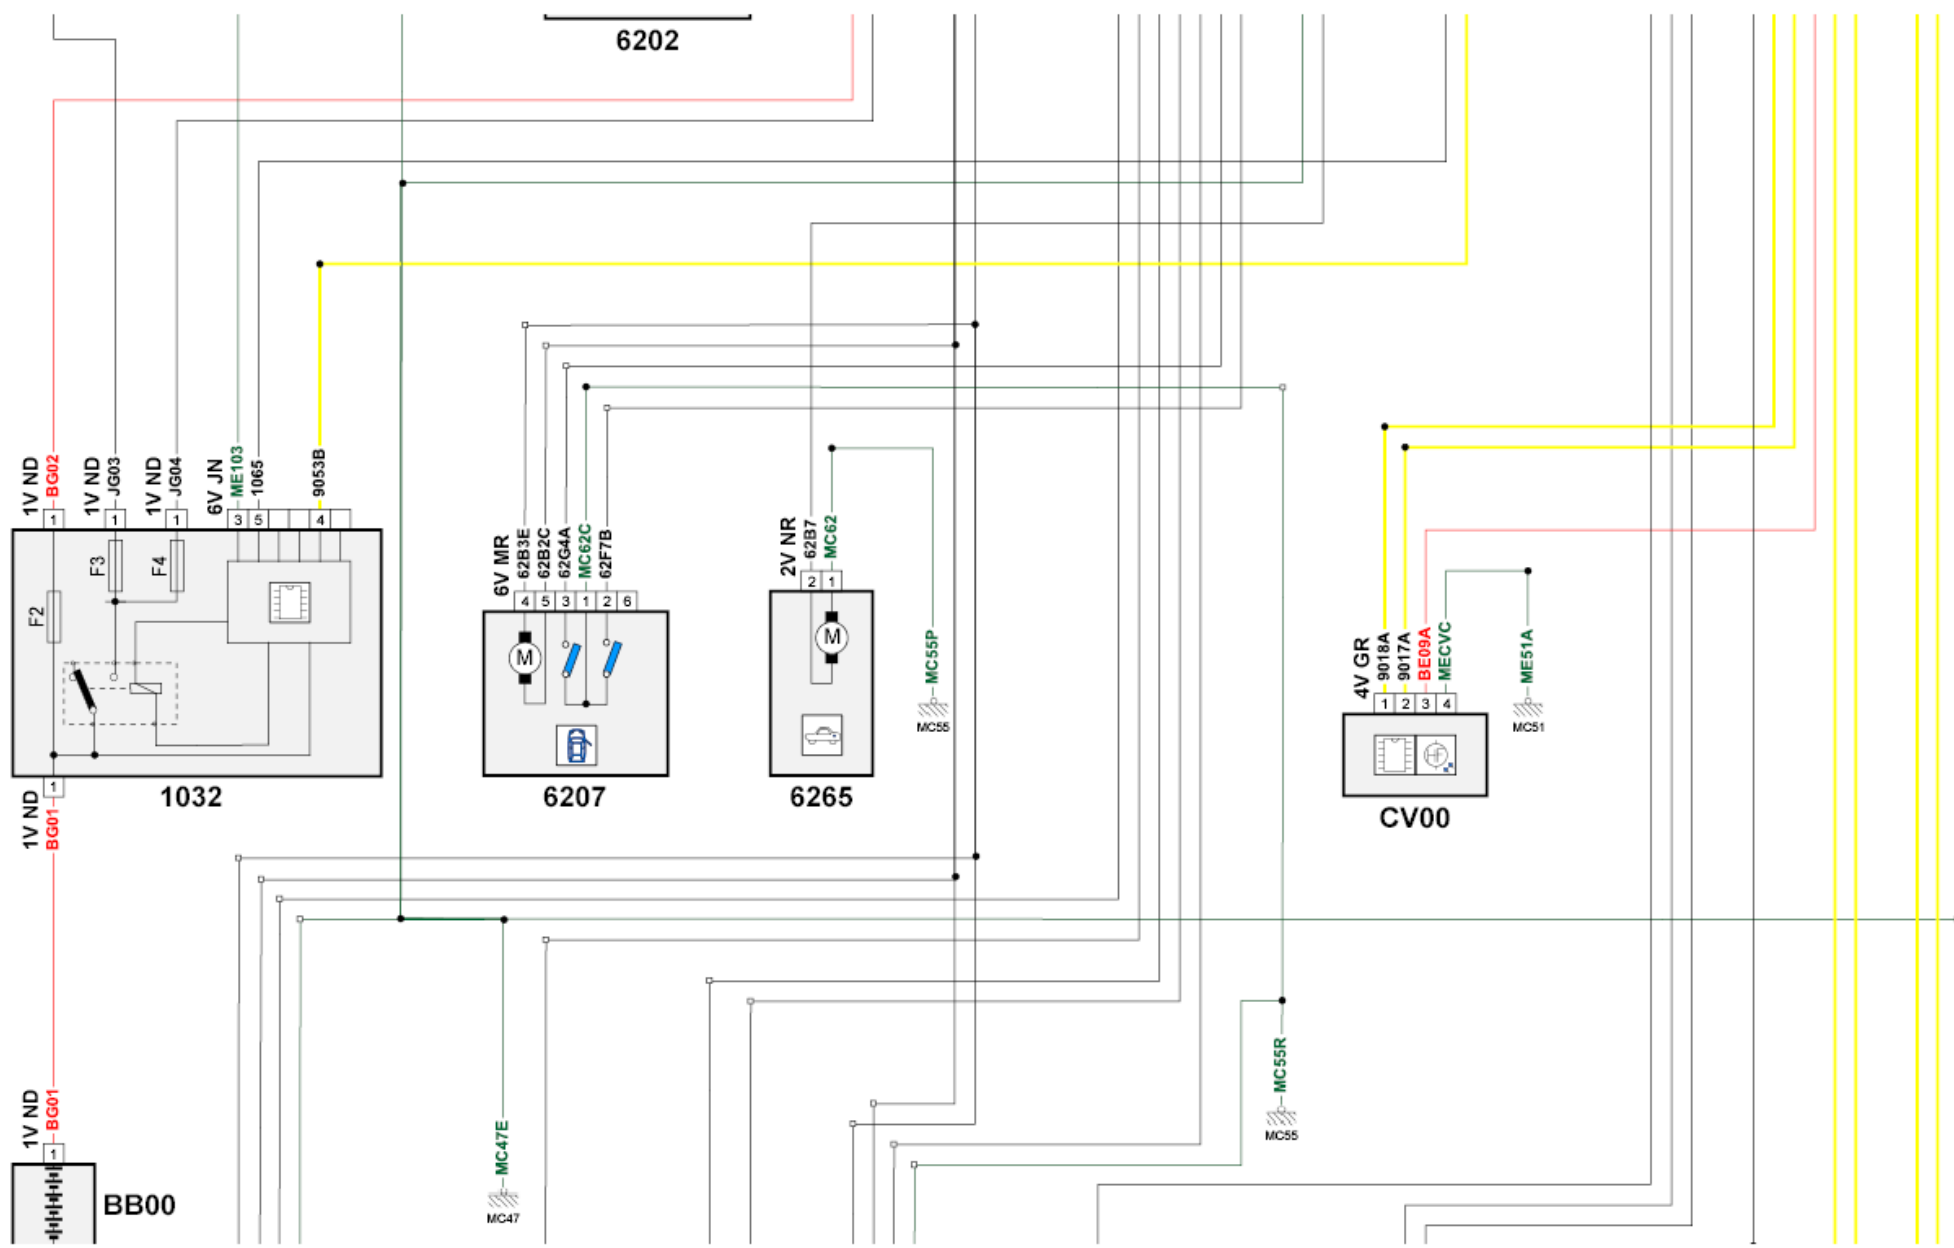 6202
1V ND
BG02
1V ND
JG03
1V ND
JG04
6V JN
ME103
1065
9053B
1
1
1
3 5 4
F3
F4
F2
1
1032
1V ND
BG01
1V ND
BG01
1
BB00
6V MR
62B3E
62B2C
62G4A
MC62C
62F7B
4 5 3 1 2 6
M
6207
2V NR
62B7
MC62
2 1
M
6265
MC55P
MC55
4V GR
9018A
9017A
BE09A
MECVC
1 2 3 4
HF
CV00
ME51A
MC51
MC47E
MC47
MC55R
MC55